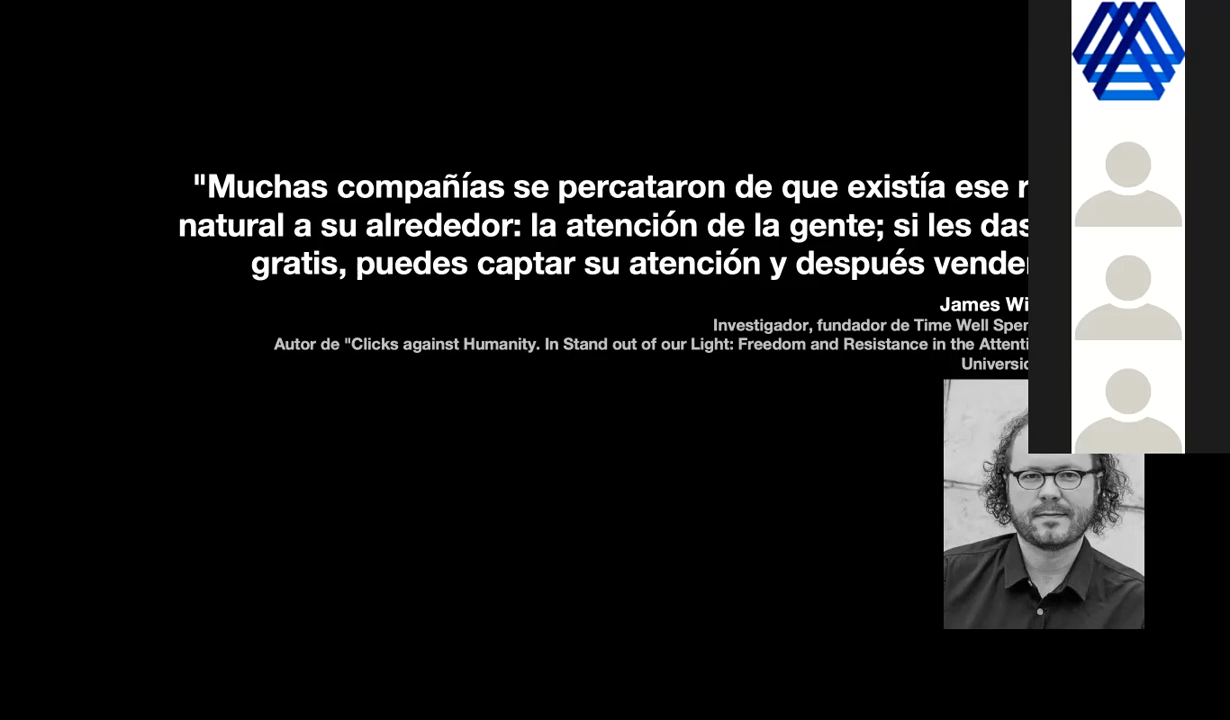 "Muchas compañías se percataron de que existía ese
natural a su alrededor: la atención de la gente; si les das
gratis, puedes captar su atención y después
James
Investigador, fundador de Time Well
Autor de "Clicks against Humanity. In Stand out of our Light: Freedom and Resistance in the